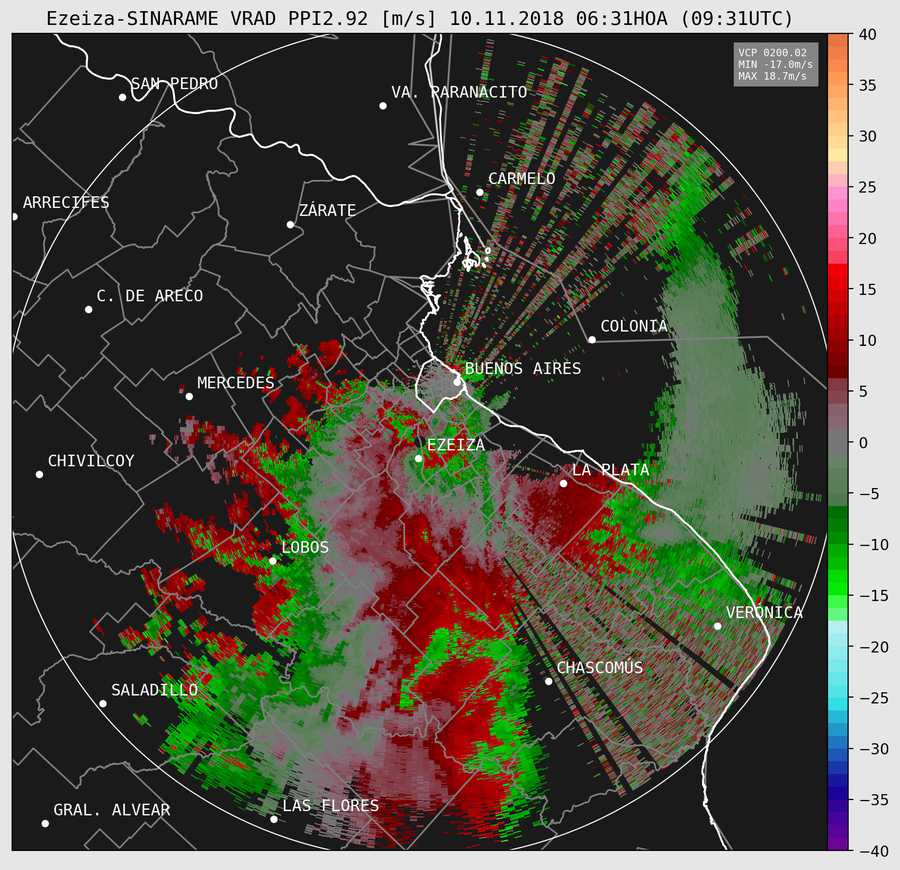 Ezeiza-SINARAME VRAD PPI2.92 [m/s] 10.11.2018 06:31HOA (09:31UTC)
VCP 0200.02
MIN -17.0m/s
MAX 18.7m/s
SAN PEDRO
VA. PARANACITO
CARMELO
ARRECIFES
ZÁRATE
C. DE ARECO
COLONIA
BUENOS AIRES
MERCEDES
EZEIZA
CHIVILCOY
LA PLATA
LOBOS
VERÓNICA
CHASCOMÚS
SALADILLO
LAS FLORES
GRAL. ALVEAR
40
35
30
25
20
15
10
5
0
−5
−10
−15
−20
−25
−30
−35
−40